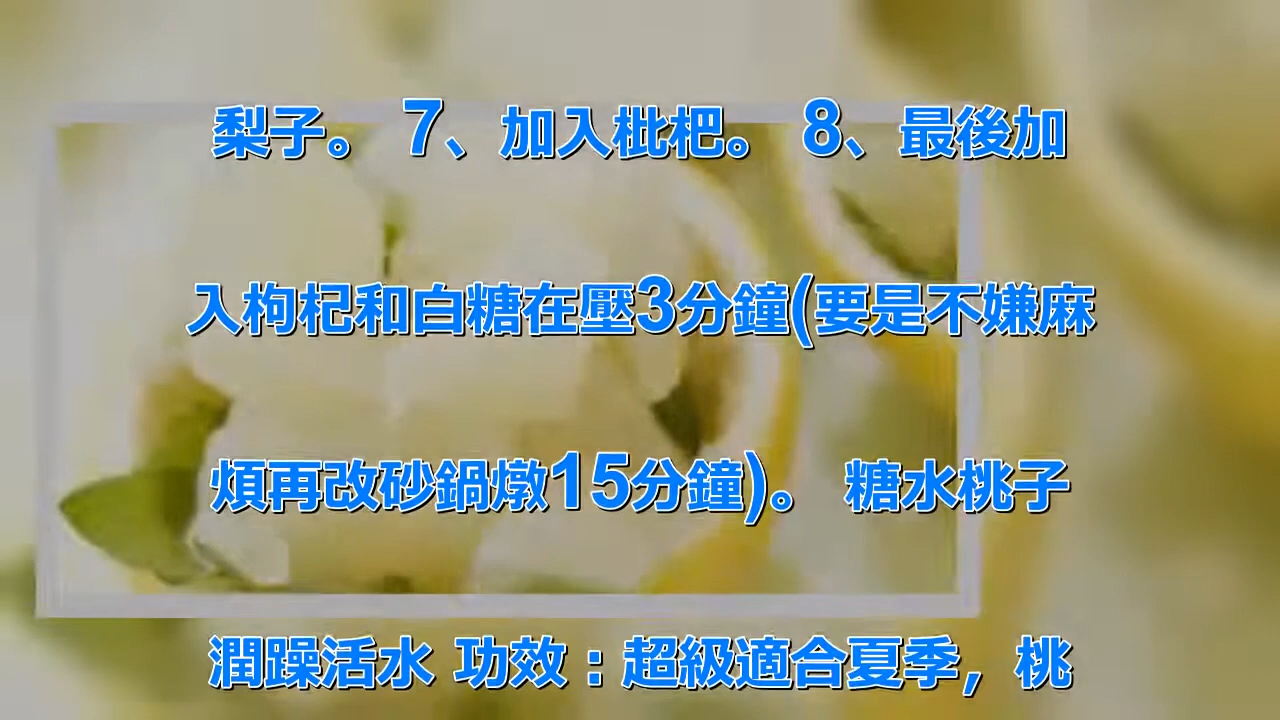 梨子。 7、加入枇杷。 8、最後加
入枸杞和白糖在壓3分鐘(要是不嫌麻
煩再改砂鍋燉15分鐘)。 糖水桃子
潤躁活水 功效：超級適合夏季，桃